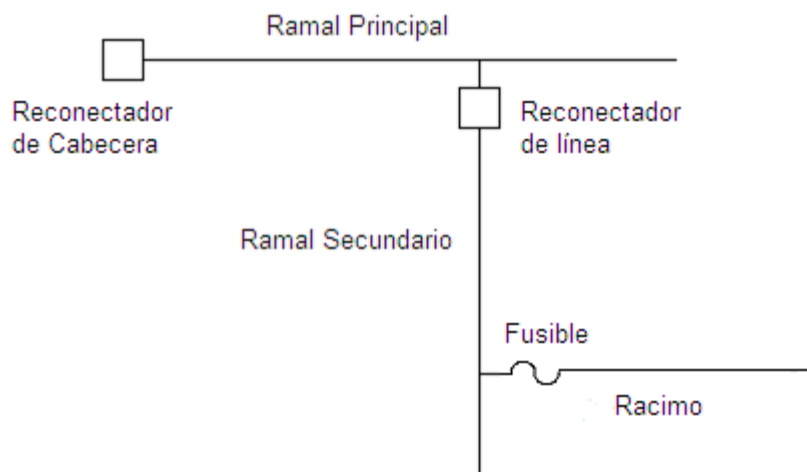 Ramal Principal
Reconectador
de Cabecera
Reconectador
de línea
Ramal Secundario
Fusible
Racimo